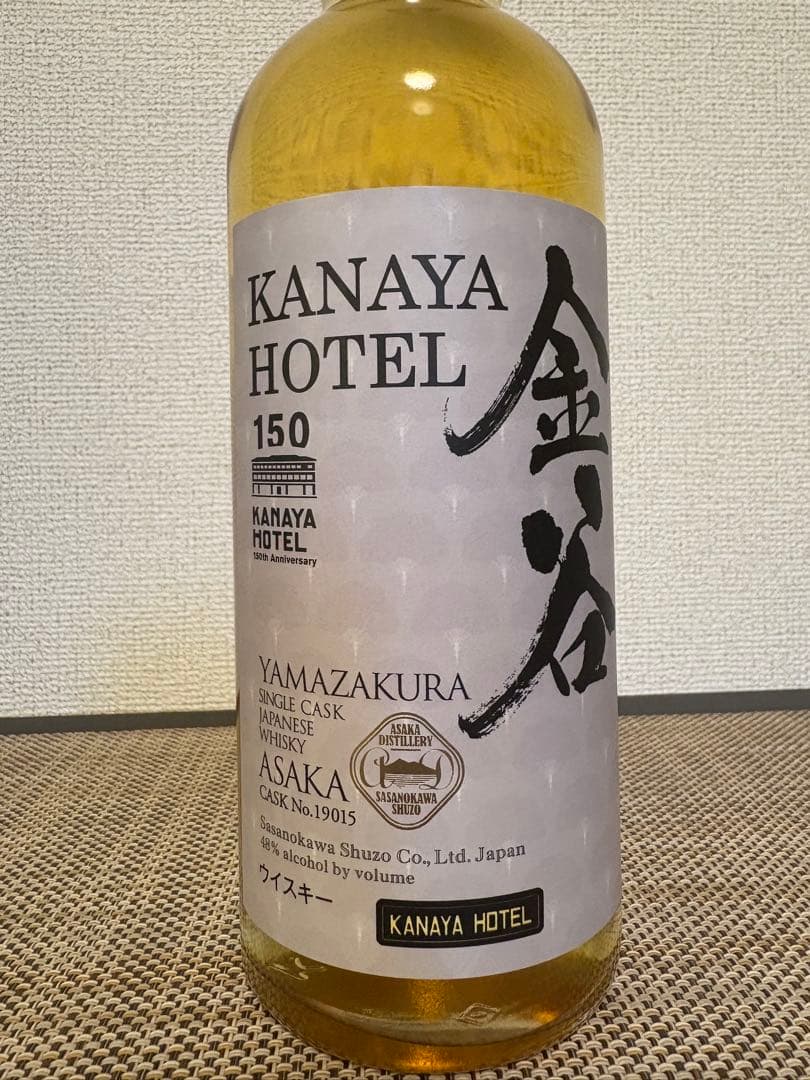 KANAYA
HOTEL
金谷
150
KANAYA
HOTEL
150th Anniversary
YAMAZAKURA
SINGLE CASK
JAPANESE
WHISKY
ASAKA
CASK No.19015
ASAKA
DISTILLERY
SASANOKAWA
SHUZO
Sasanokawa Shuzo Co., Ltd. Japan
48% alcohol by volume
ウイスキー
KANAYA HOTEL